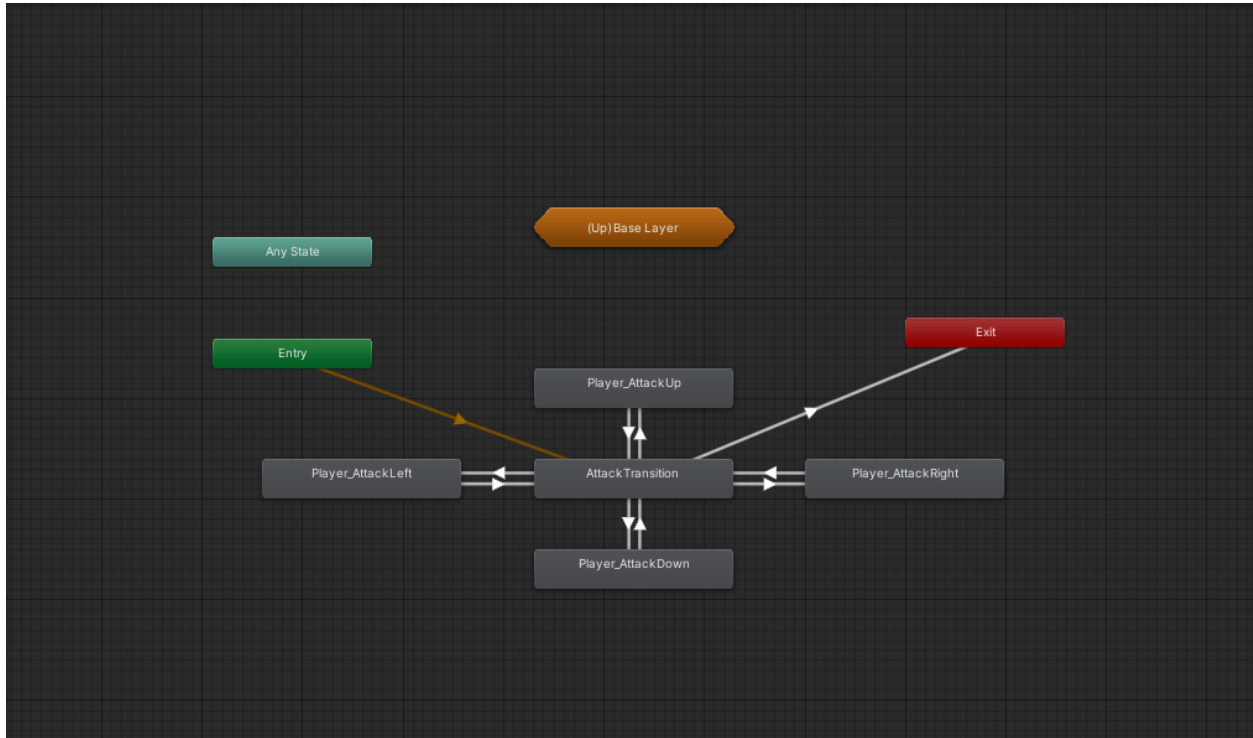 (Up)Base Layer
Any State
Exit
Entry
Player_AttackUp
Player_AttackLeft
AttackTransition
Player_AttackRight
Player_AttackDown